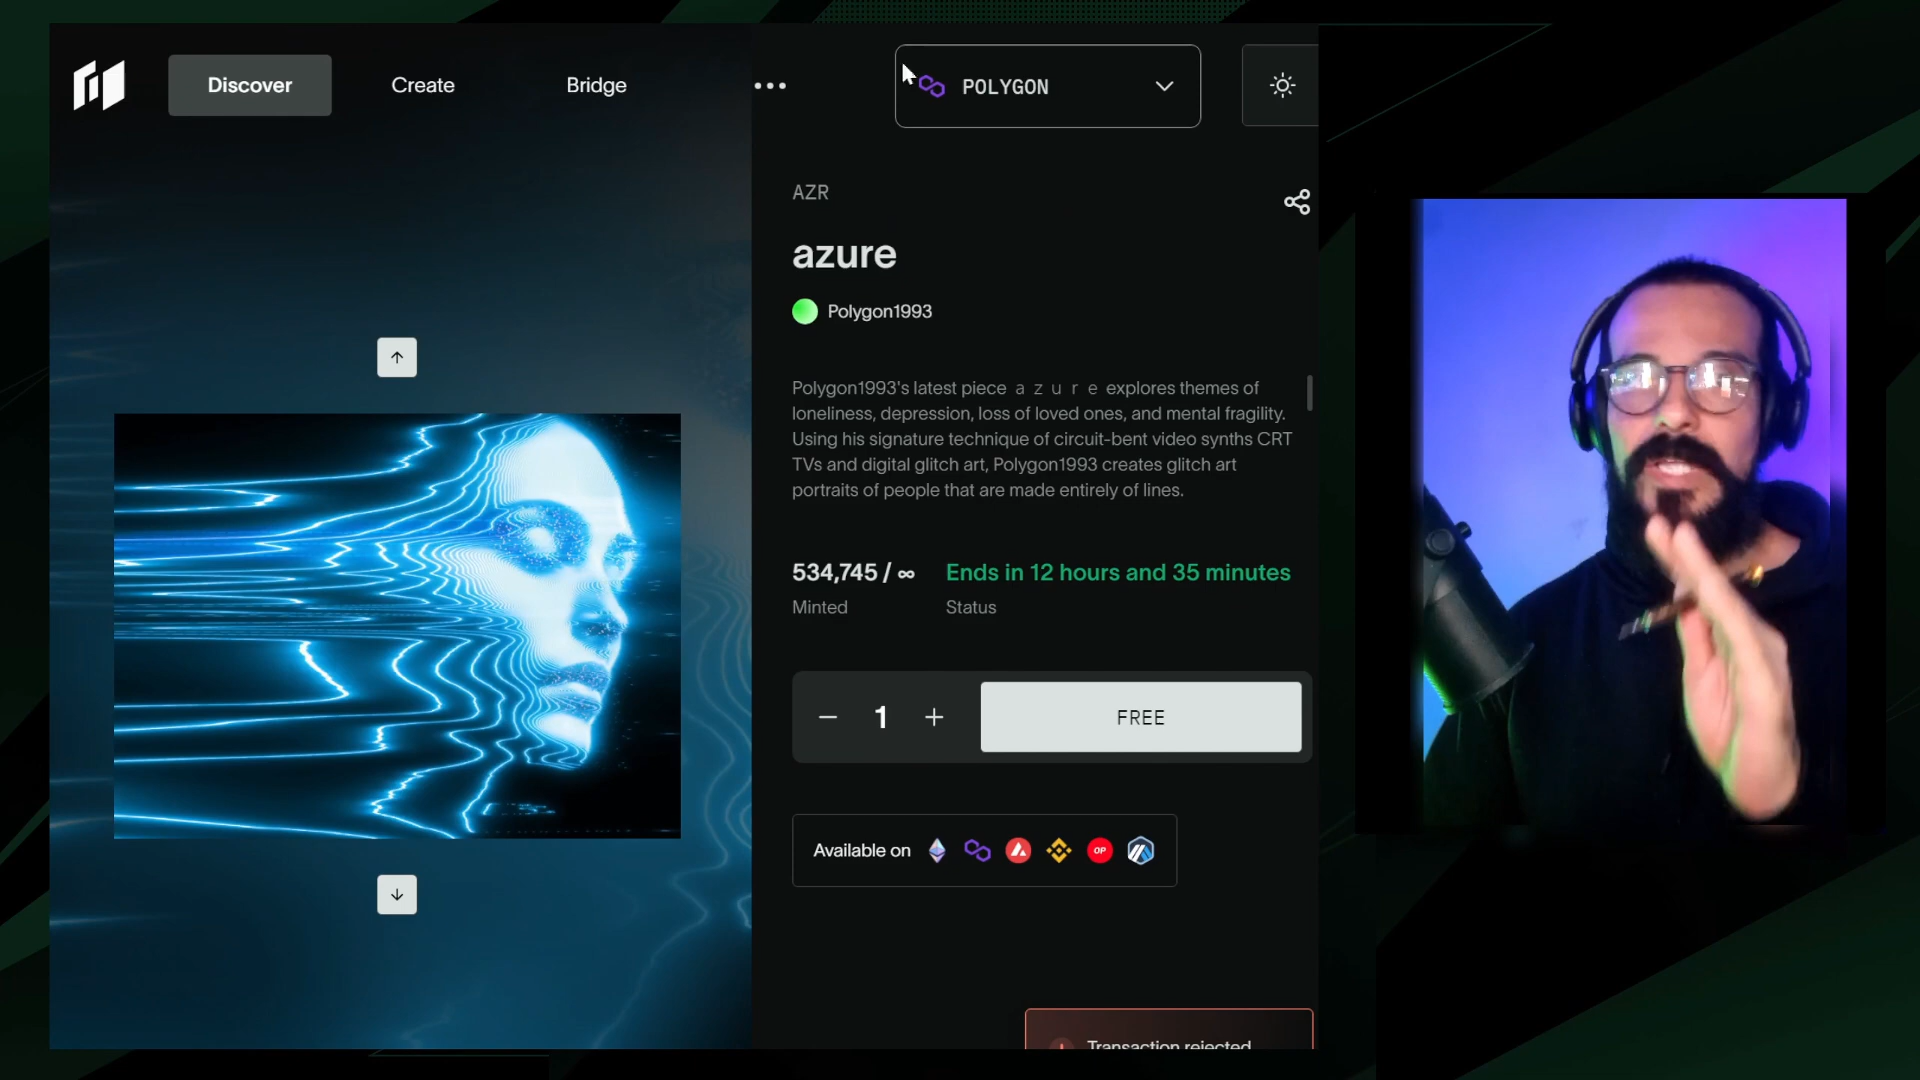 Discover
Create
Bridge
POLYGON
AZR
azure
Polygon1993
Polygon1993's latest piece a z u r e explores themes of
loneliness, depression, loss of loved ones, and mental fragility.
Using his signature technique of circuit-bent video synths CRT
TVs and digital glitch art, Polygon1993 creates glitch art
portraits of people that are made entirely of lines.
534,745 / ∞
Minted
Ends in 12 hours and 35 minutes
Status
1
FREE
Available on
OP
Transaction rejected